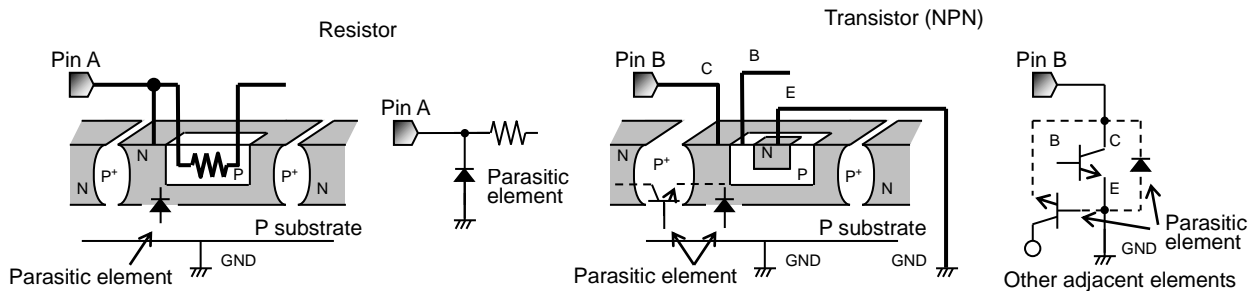 Resistor
Transistor (NPN)
Pin A
Pin B
C
B
E
Pin B
Pin A
N
P
N
P+
P+
N
Parasitic
element
P substrate
GND
Parasitic element
N
P+
N
P
P+
N
N
P substrate
GND
GND
Parasitic element
B
C
E
Parasitic
element
GND
Other adjacent elements